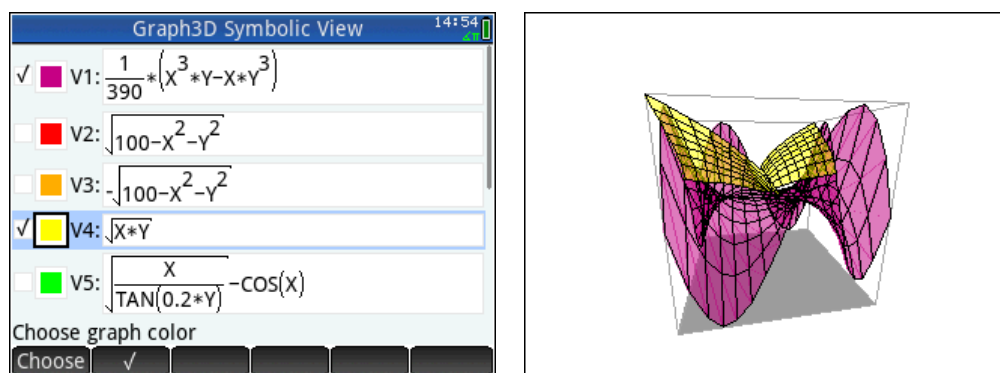 Graph3D Symbolic View
14:54
∡π
√ V1: 1/390*(X^3*Y-X*Y^3)
V2: √(100-X^2-Y^2)
V3: -√(100-X^2-Y^2)
√ V4: √(X*Y)
V5: √(X/TAN(0.2*Y))-COS(X)
Choose graph color
Choose √